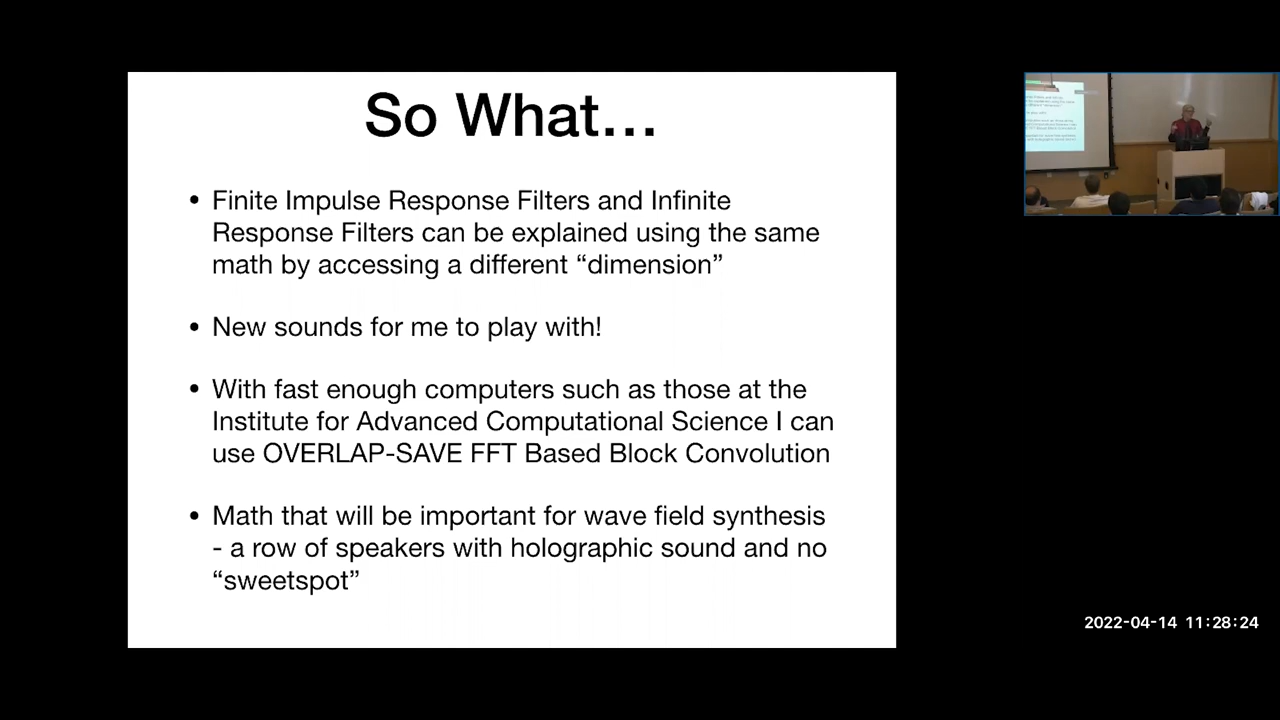 So What...
• Finite Impulse Response Filters and Infinite
Response Filters can be explained using the same
math by accessing a different “dimension”
• New sounds for me to play with!
• With fast enough computers such as those at the
Institute for Advanced Computational Science I can
use OVERLAP-SAVE FFT Based Block Convolution
• Math that will be important for wave field synthesis
- a row of speakers with holographic sound and no
“sweetspot”
2022-04-14 11:28:24